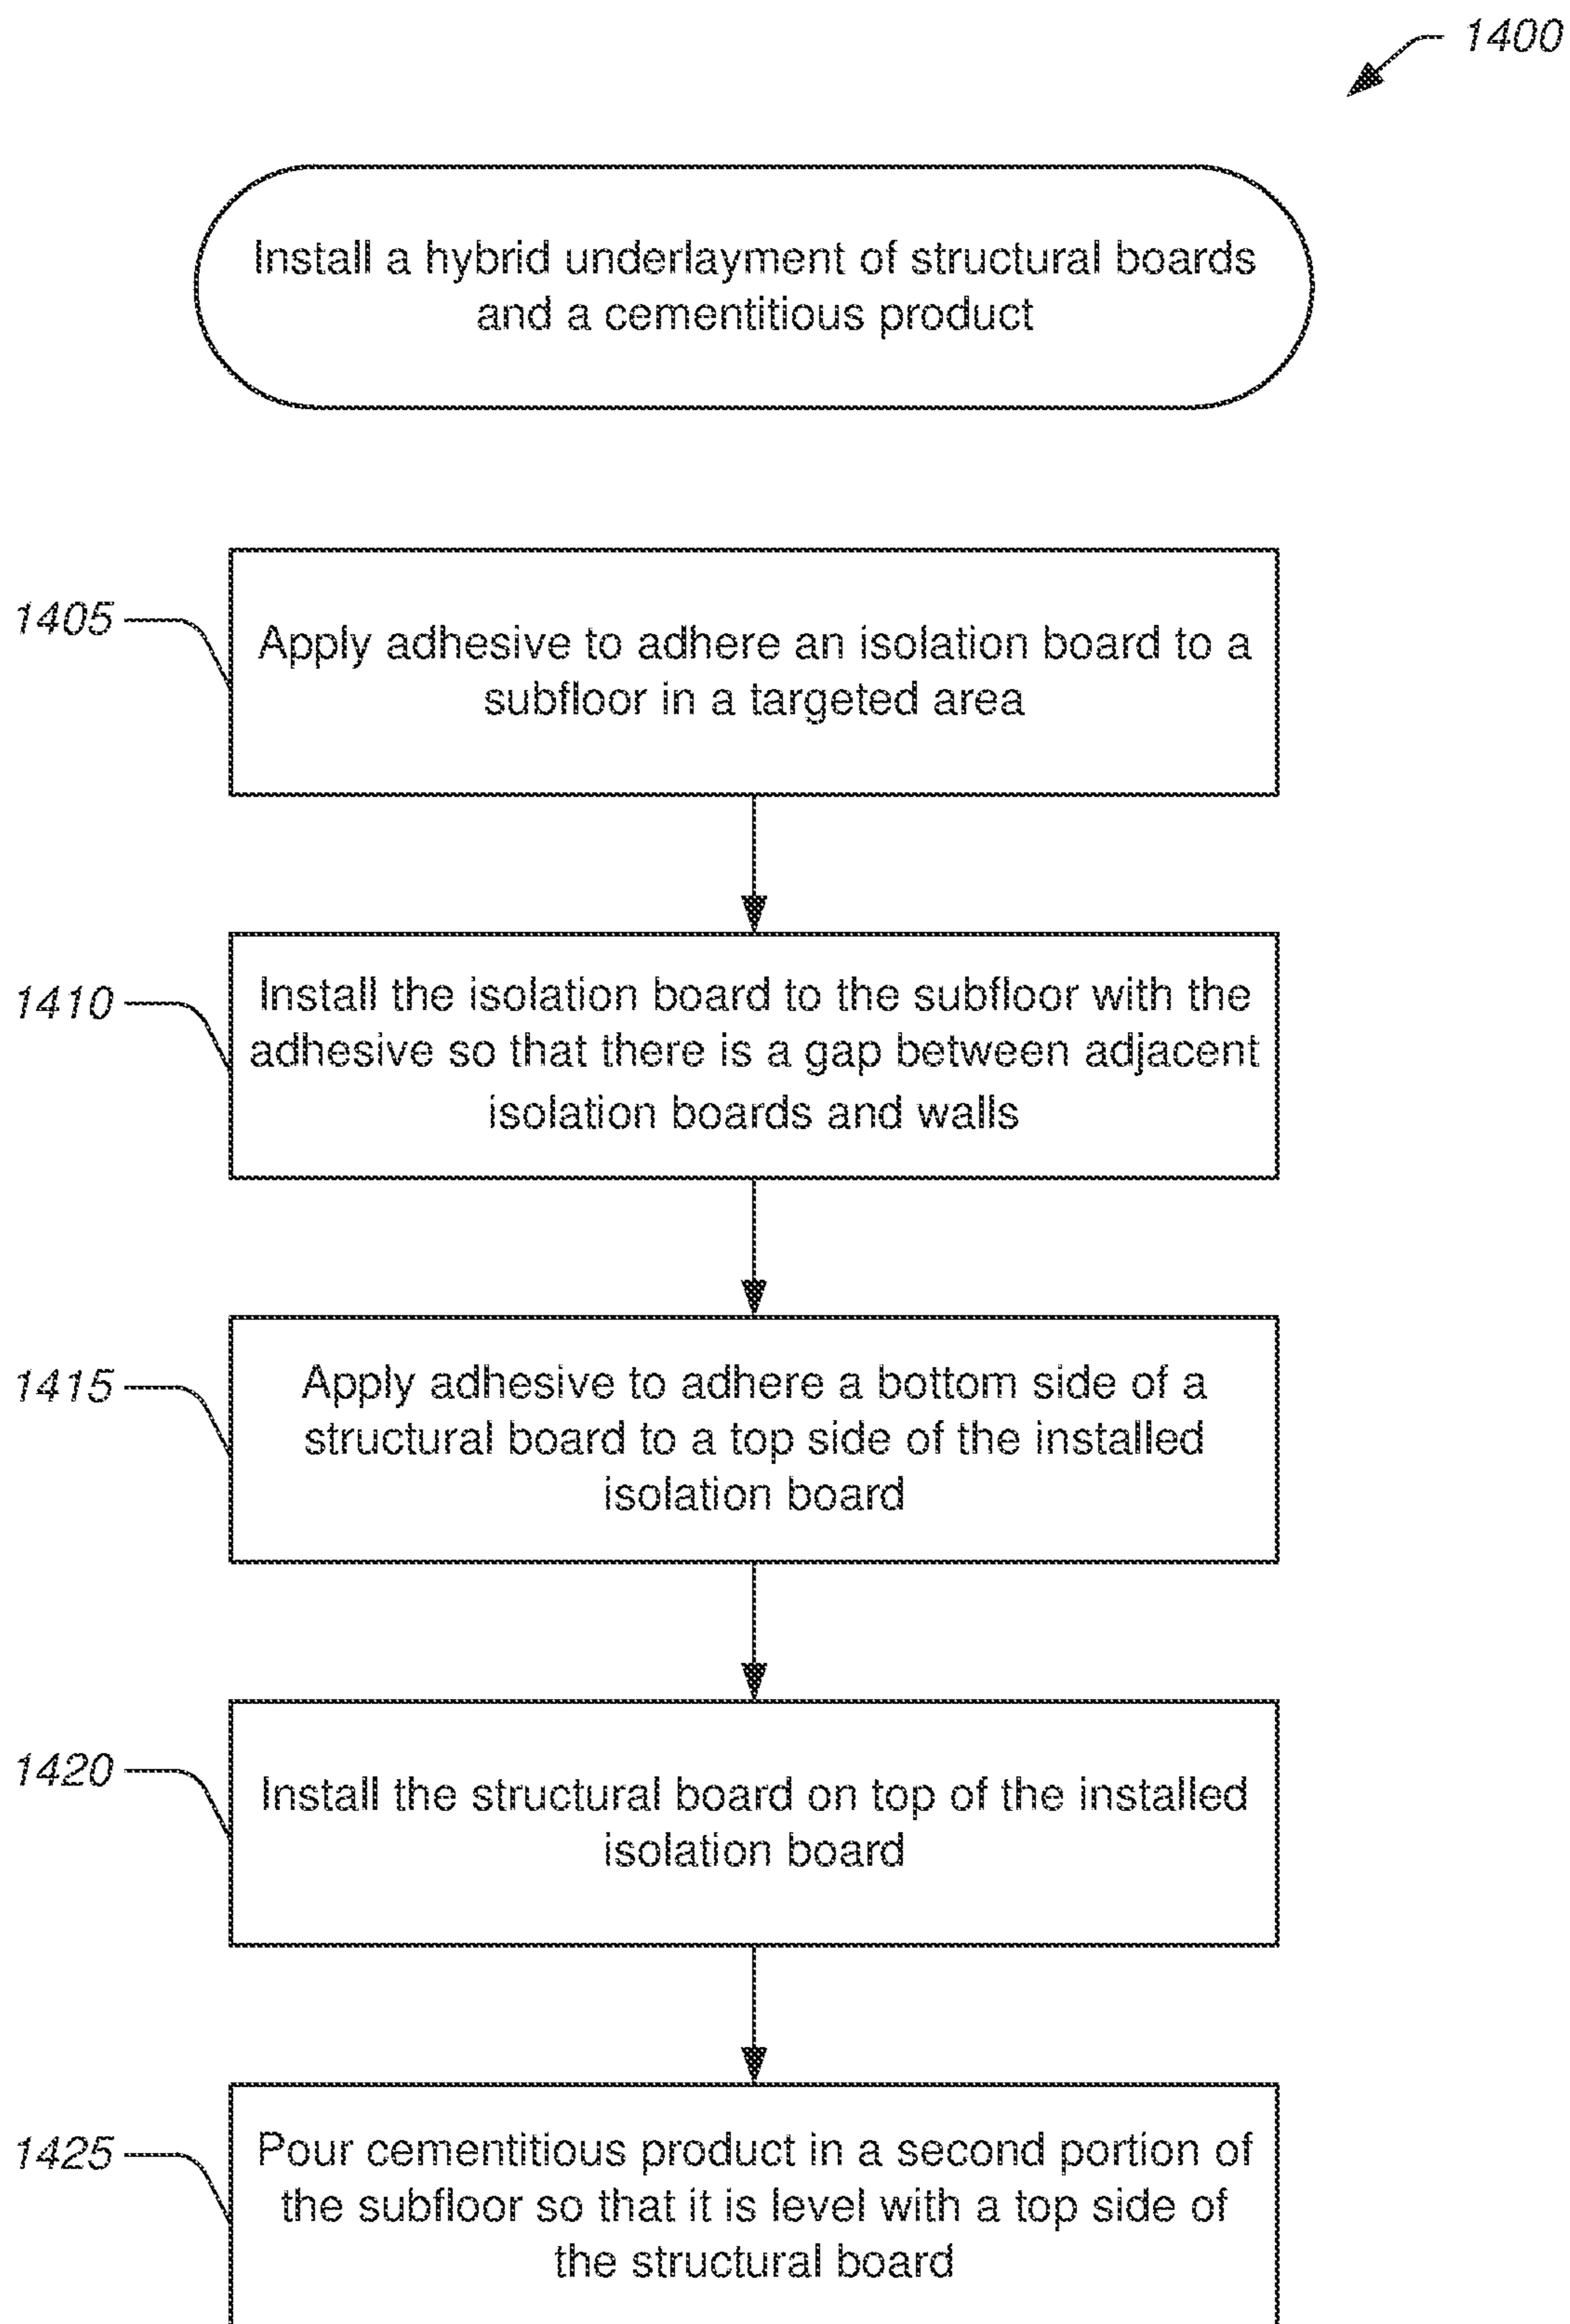 1400
Install a hybrid underlayment of structural boards
and a cementitious product
1405
Apply adhesive to adhere an isolation board to a
subfloor in a targeted area
1410
Install the isolation board to the subfloor with the
adhesive so that there is a gap between adjacent
isolation boards and walls
1415
Apply adhesive to adhere a bottom side of a
structural board to a top side of the installed
isolation board
1420
Install the structural board on top of the installed
isolation board
1425
Pour cementitious product in a second portion of
the subfloor so that it is level with a top side of
the structural board